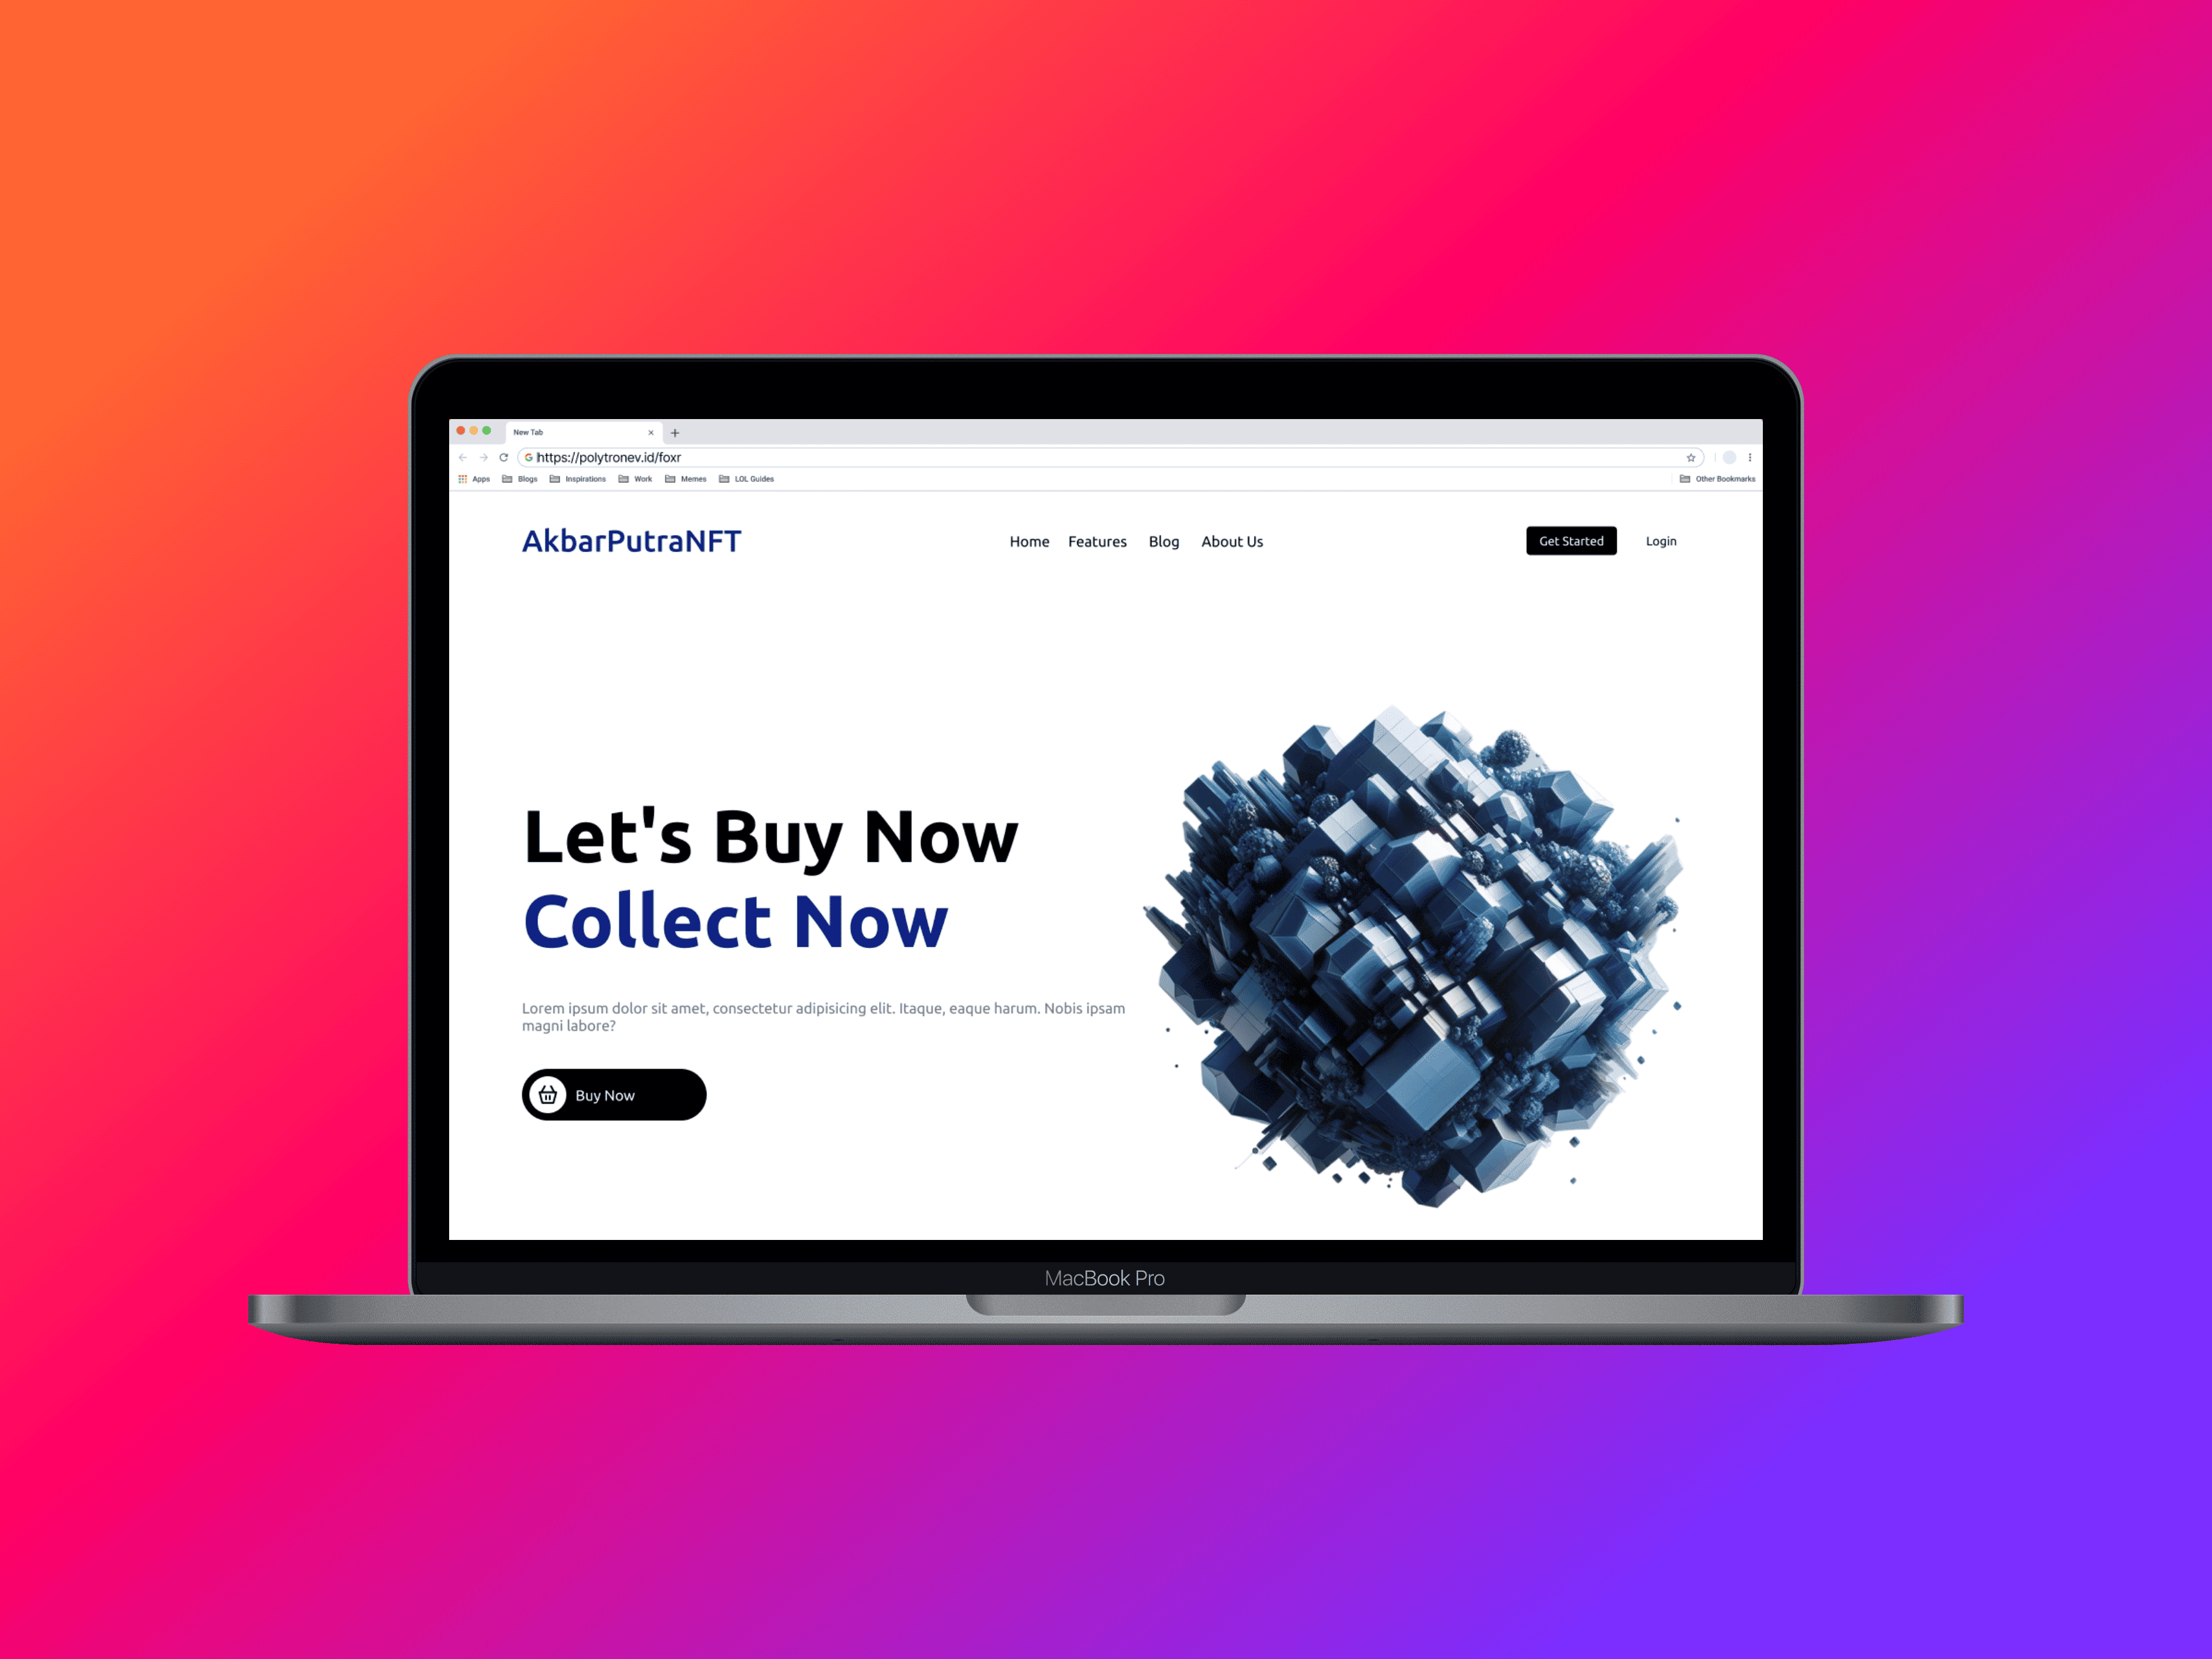 New Tab
https://polytronev.id/foxr
Apps Blogs Inspirations Work Memes LOL Guides Other Bookmarks
AkbarPutraNFT Home Features Blog About Us Get Started Login
Let's Buy Now
Collect Now
Lorem ipsum dolor sit amet, consectetur adipisicing elit. Itaque, eaque harum. Nobis ipsam
magni labore?
Buy Now
MacBook Pro